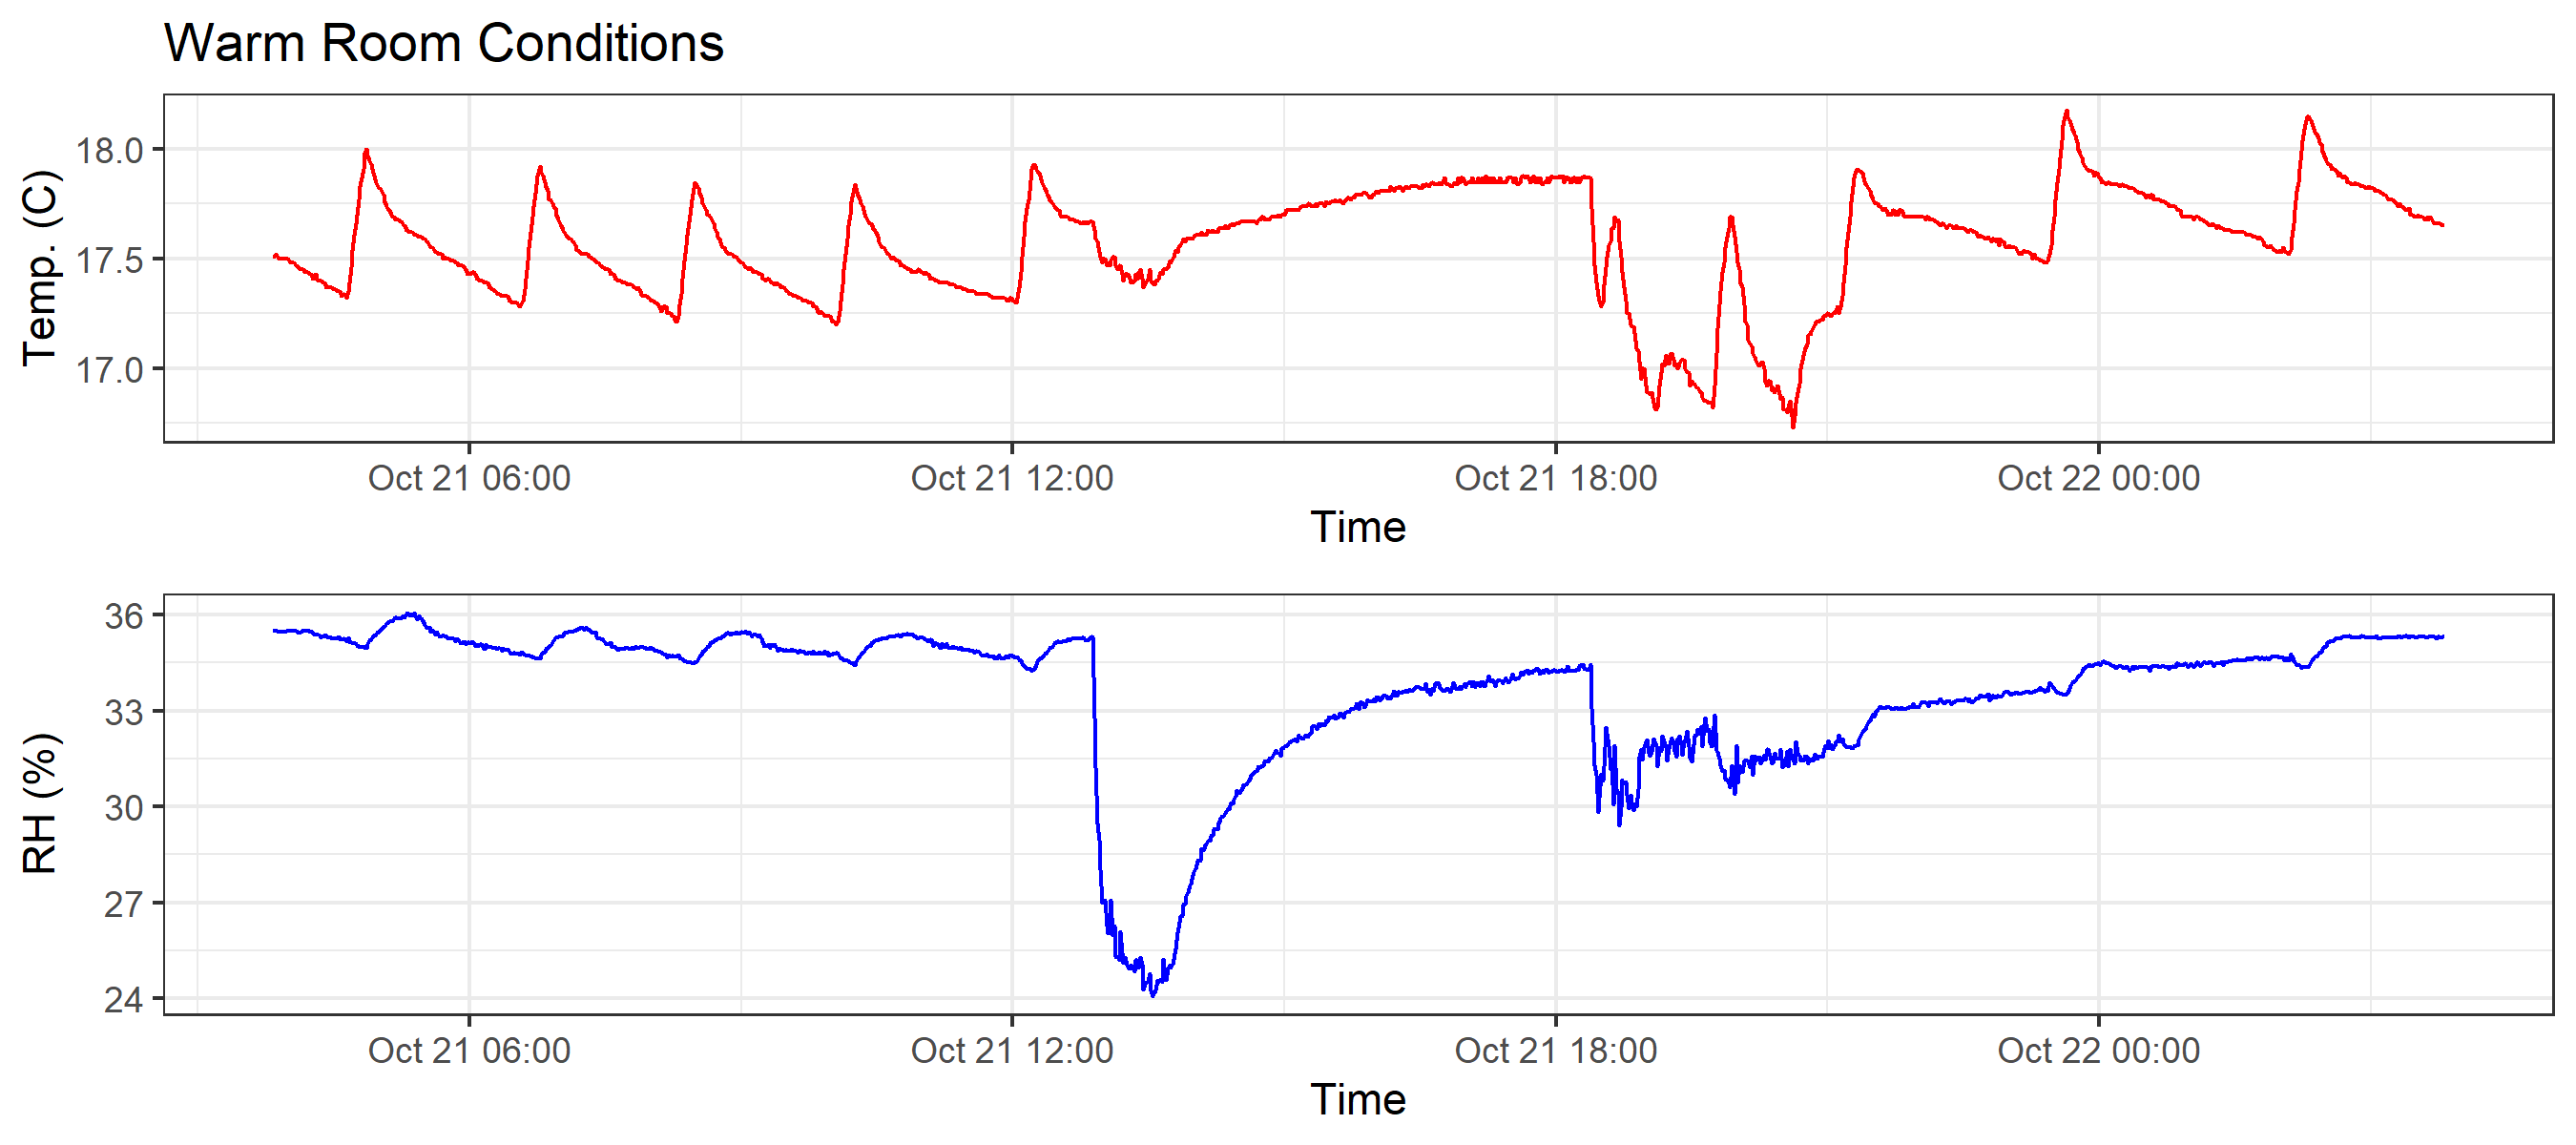 Warm Room Conditions
Temp. (C)
18.0
17.5
17.0
Oct 21 06:00 Oct 21 12:00 Oct 21 18:00 Oct 22 00:00
Time
RH (%)
36
33
30
27
24
Oct 21 06:00 Oct 21 12:00 Oct 21 18:00 Oct 22 00:00
Time